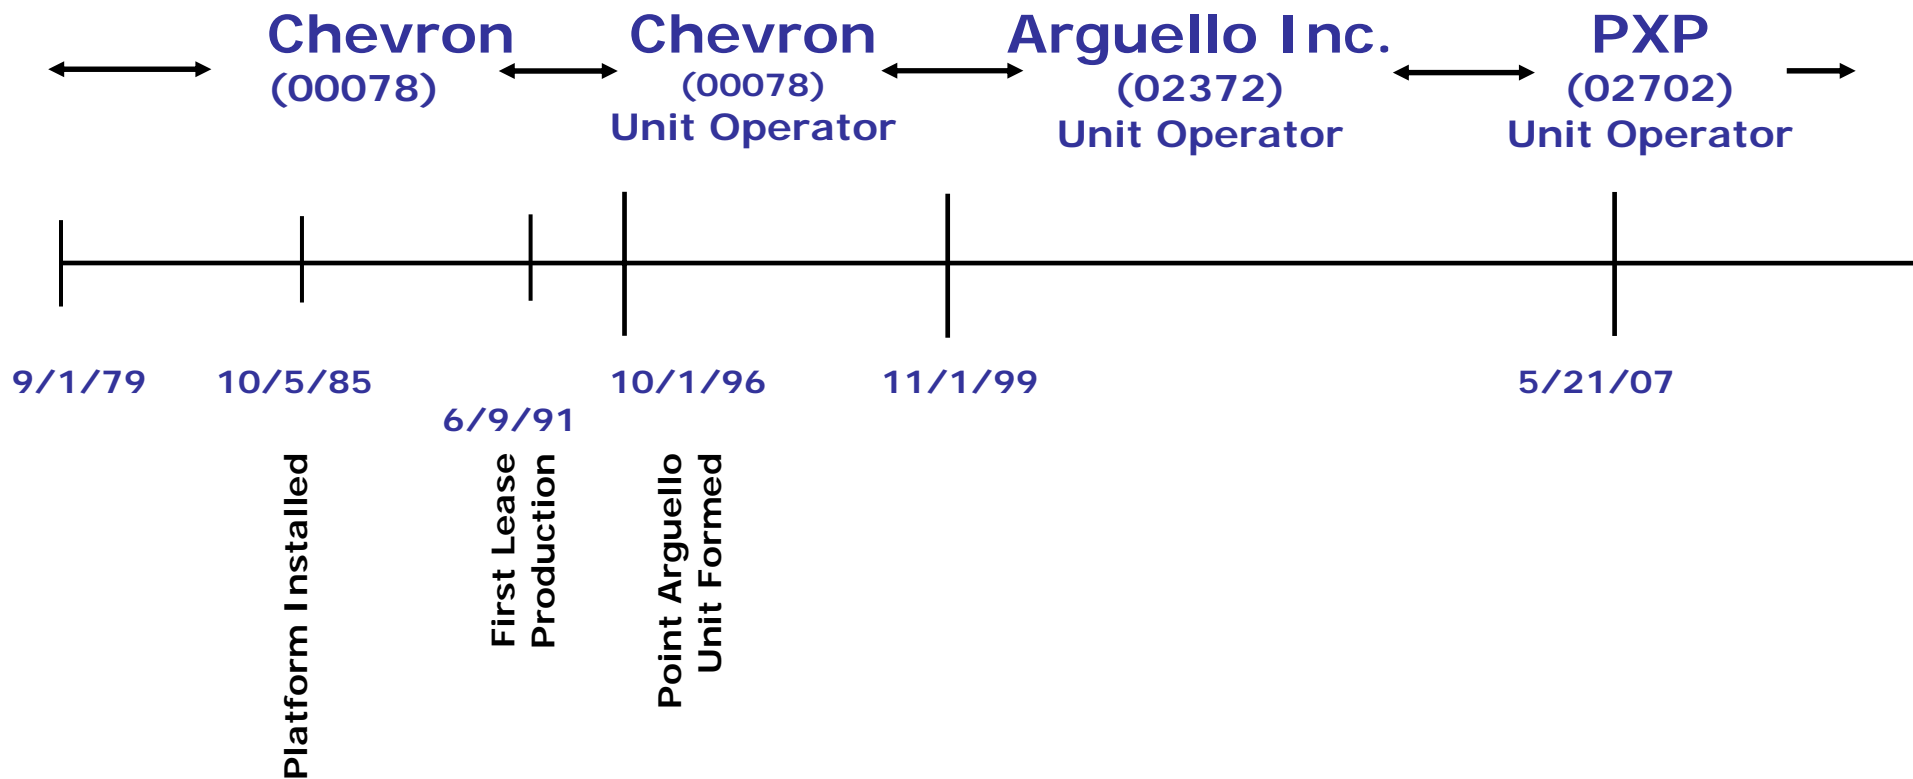 Chevron
(00078)
Chevron
(00078)
Unit Operator
Arguello Inc.
(02372)
Unit Operator
PXP
(02702)
Unit Operator
9/1/79
10/5/85
6/9/91
10/1/96
11/1/99
5/21/07
Platform Installed
First Lease
Production
Point Arguello
Unit Formed